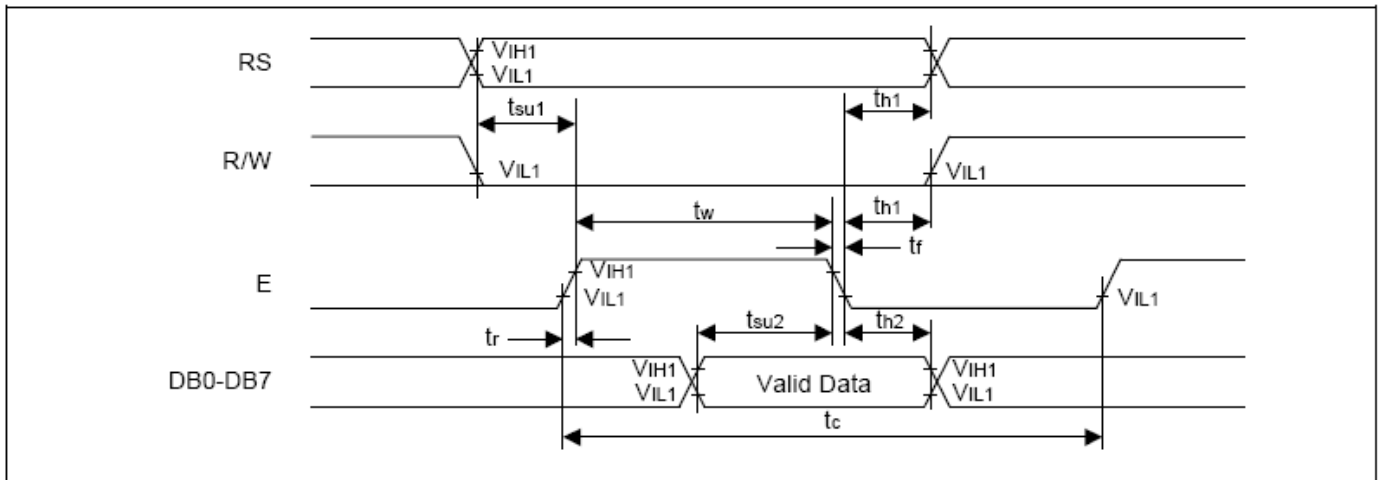 RS
VIH1
VIL1
tsu1
th1
R/W
VIL1
VIL1
tw
th1
tf
E
VIH1
VIL1
VIL1
tsu2
th2
tr
DB0-DB7
VIH1
VIL1
Valid Data
VIH1
VIL1
tc